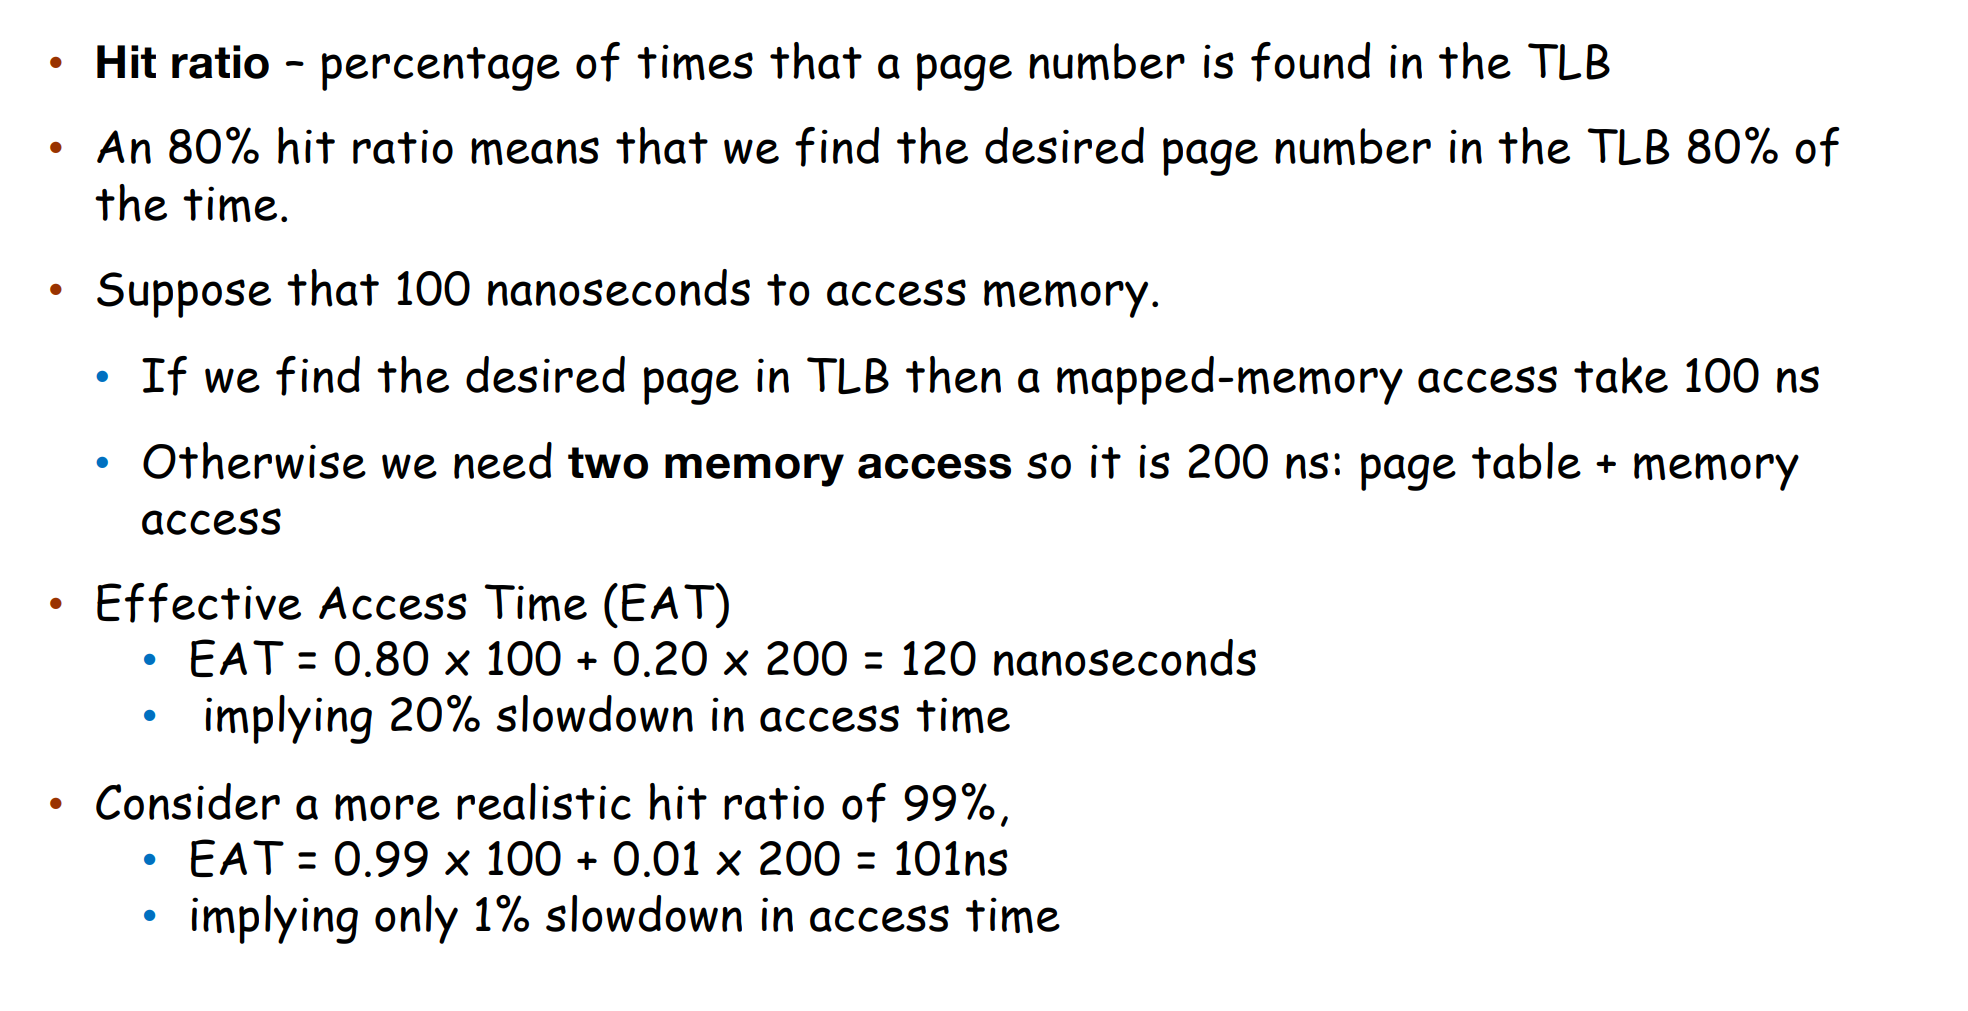 • Hit ratio – percentage of times that a page number is found in the TLB
• An 80% hit ratio means that we find the desired page number in the TLB 80% of
the time.
• Suppose that 100 nanoseconds to access memory.
• If we find the desired page in TLB then a mapped-memory access take 100 ns
• Otherwise we need two memory access so it is 200 ns: page table + memory
access
• Effective Access Time (EAT)
• EAT = 0.80 x 100 + 0.20 x 200 = 120 nanoseconds
• implying 20% slowdown in access time
• Consider a more realistic hit ratio of 99%,
• EAT = 0.99 x 100 + 0.01 x 200 = 101ns
• implying only 1% slowdown in access time